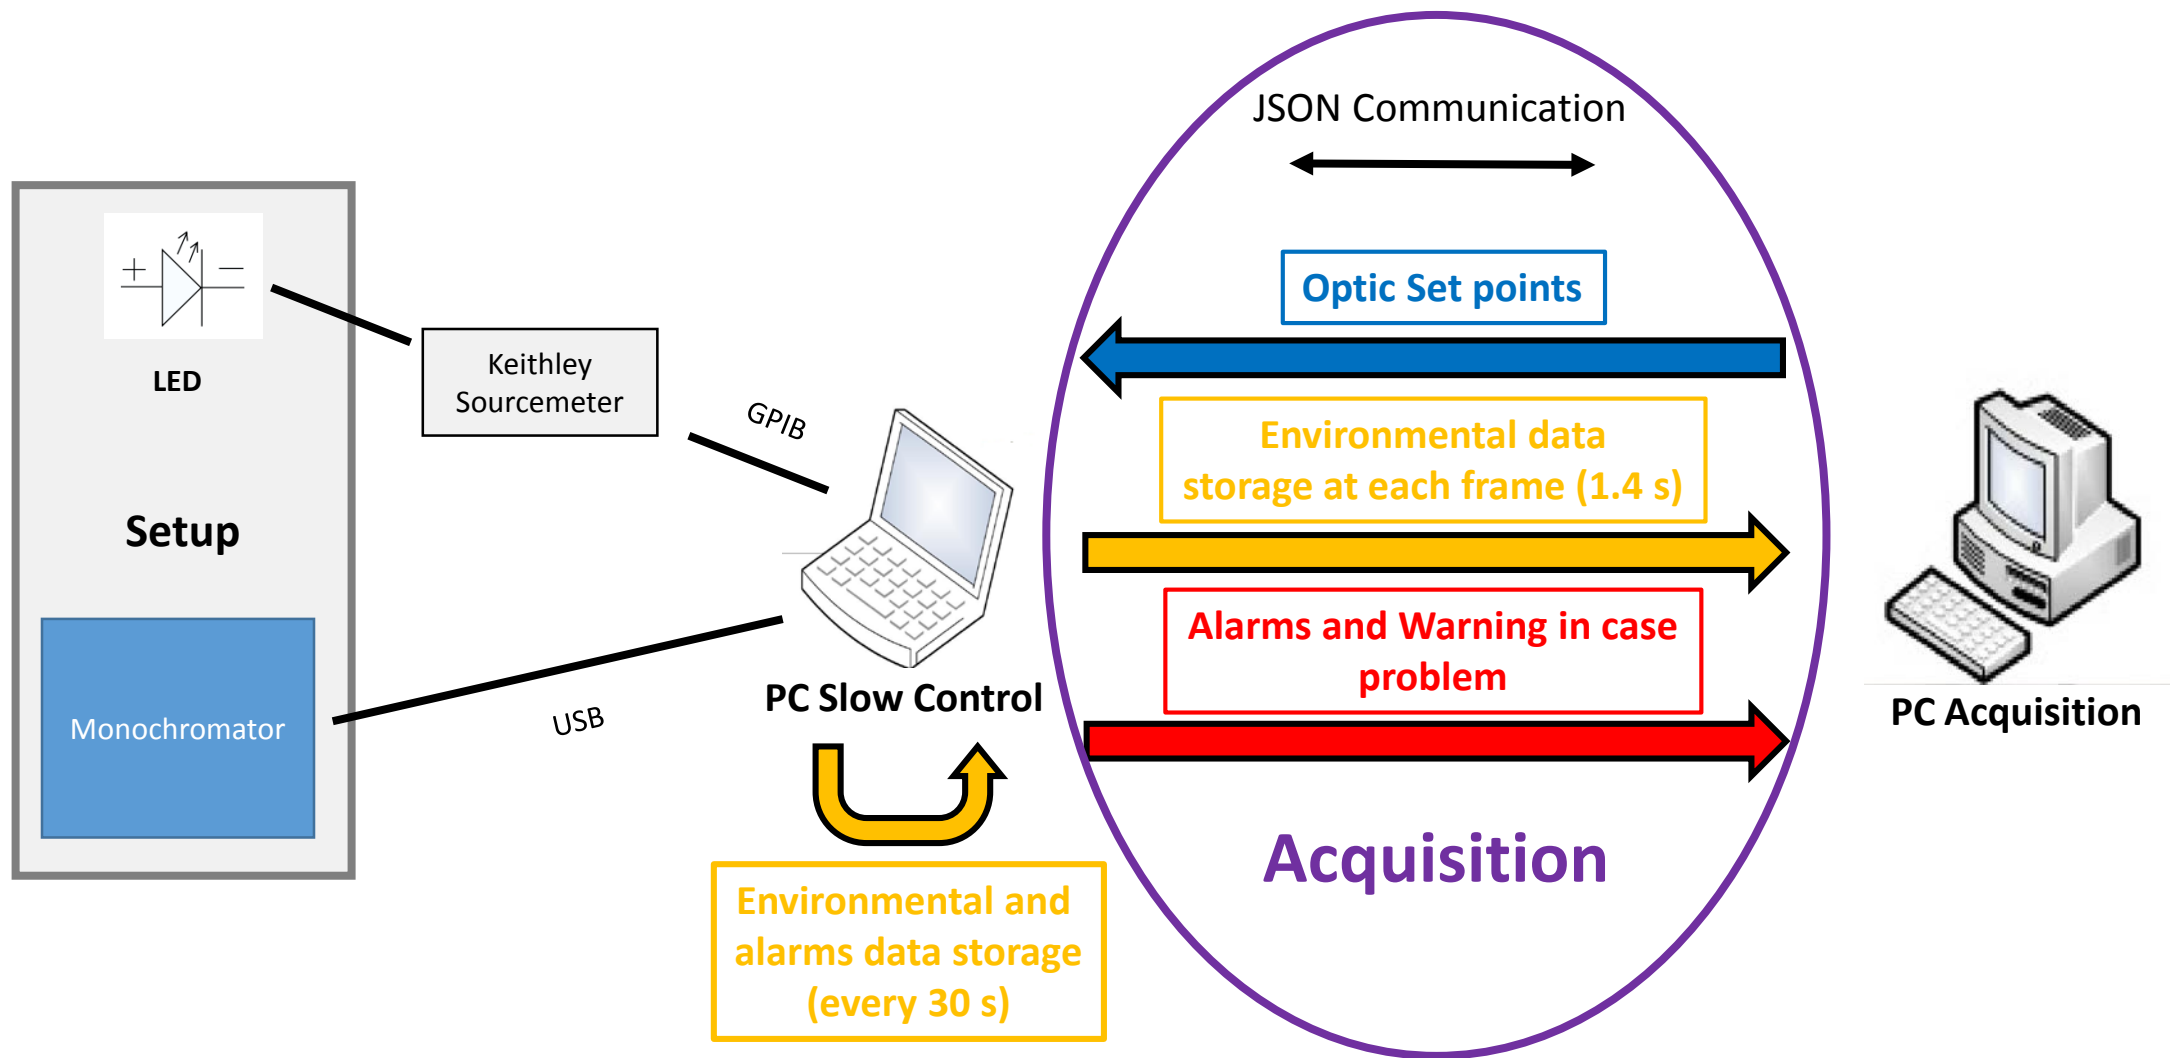 JSON Communication
Optic Set points
Environmental data
storage at each frame (1.4 s)
Alarms and Warning in case
problem
Acquisition
+ −
LED
Setup
Monochromator
Keithley
Sourcemeter
GPIB
USB
PC Slow Control
Environmental and
alarms data storage
(every 30 s)
PC Acquisition